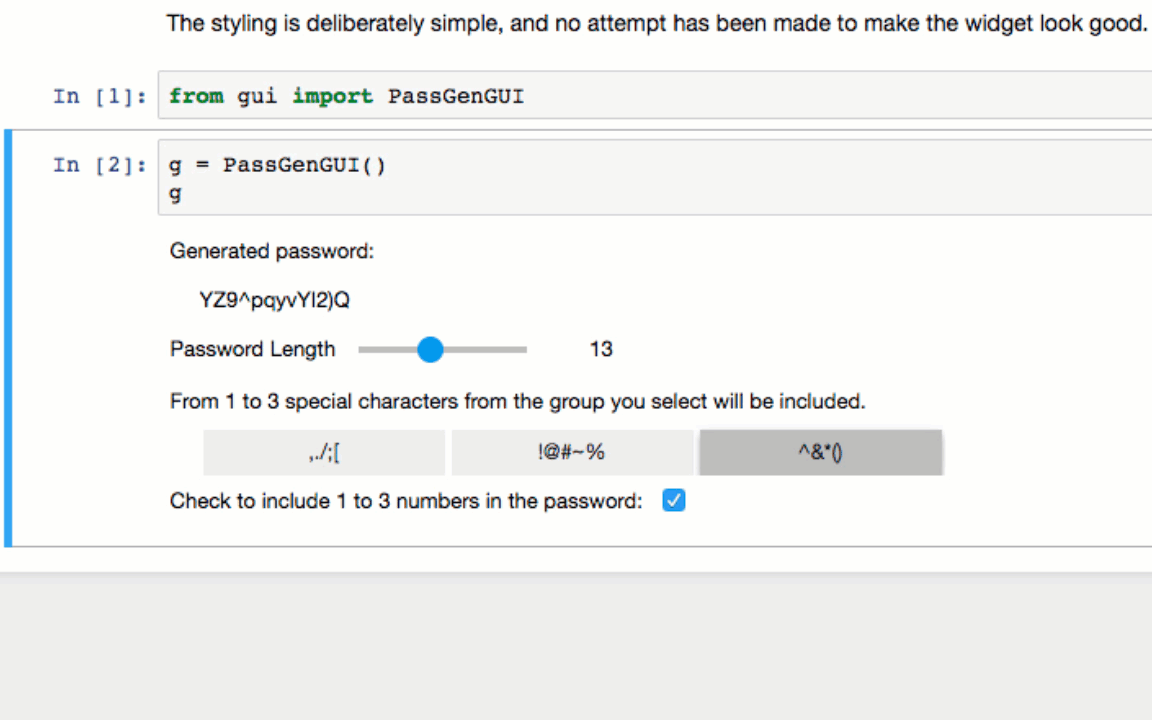 The styling is deliberately simple, and no attempt has been made to make the widget look good.
In [1]: from gui import PassGenGUI
In [2]: g = PassGenGUI()
g
Generated password:
YZ9^pqyvYl2)Q
Password Length 13
From 1 to 3 special characters from the group you select will be included.
,./;[ !@#~% ^&*()
Check to include 1 to 3 numbers in the password: